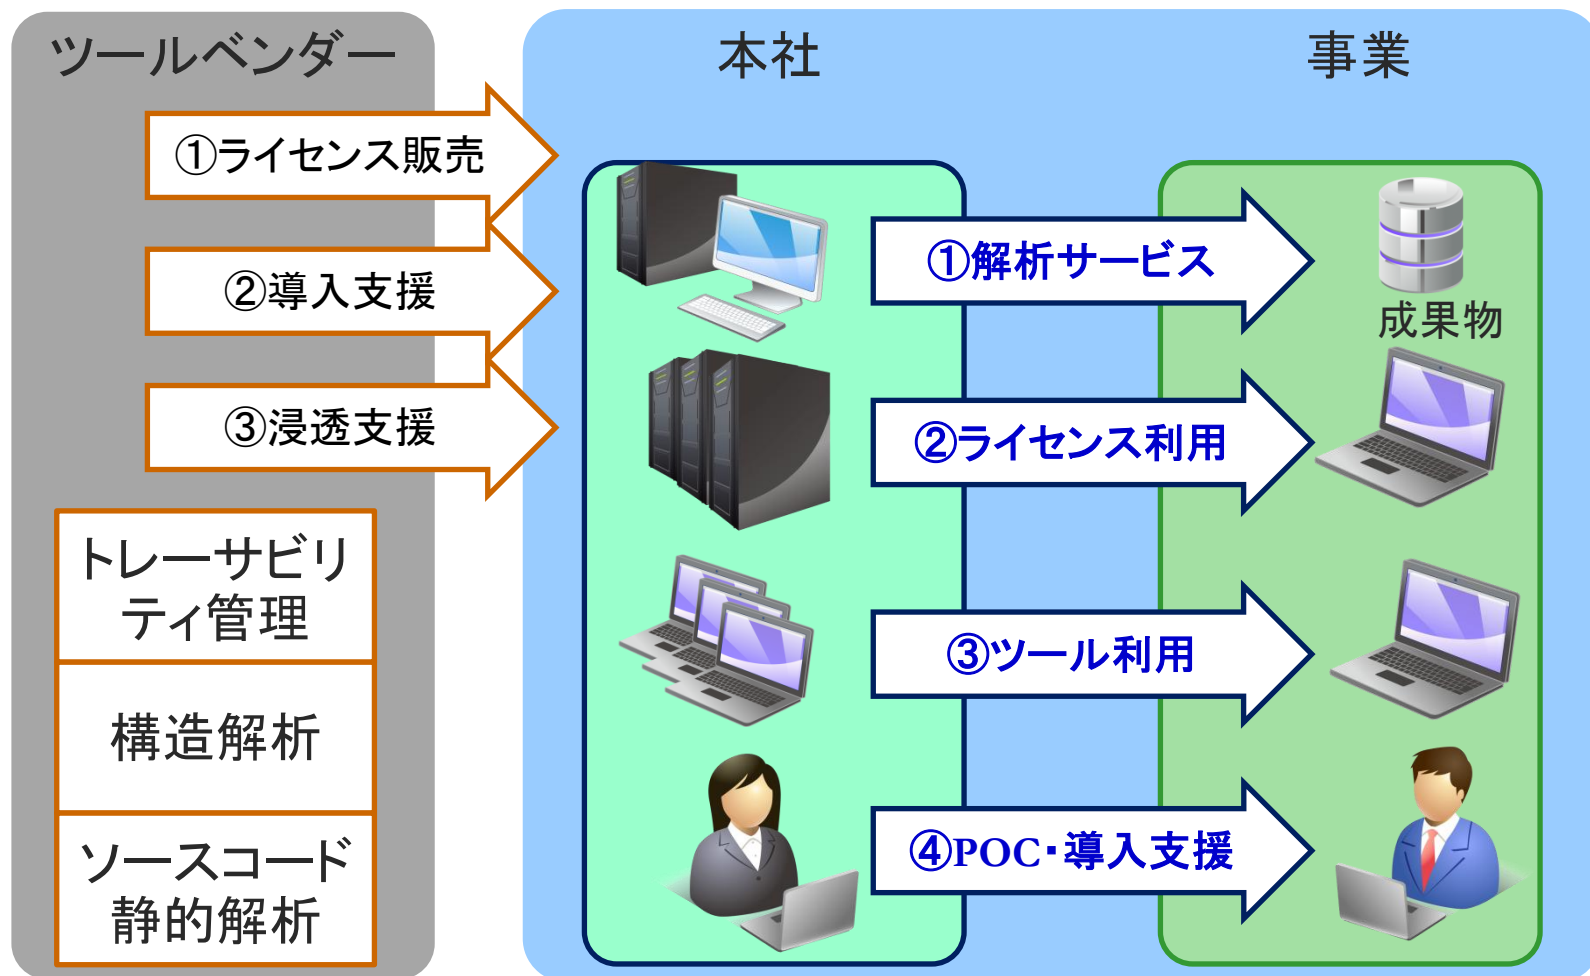 ツールベンダー
①ライセンス販売
②導入支援
③浸透支援
トレーサビリ
ティ管理
構造解析
ソースコード
静的解析
本社
事業
①解析サービス
成果物
②ライセンス利用
③ツール利用
④POC・導入支援